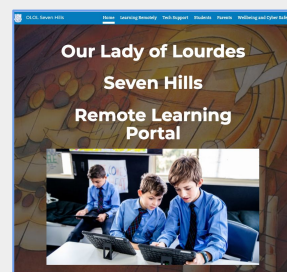 OLOL Seven Hills Home Learning Remotely Tech Support Students Parents Wellbeing and Cyber Safe
Our Lady of Lourdes
Seven Hills
Remote Learning
Portal